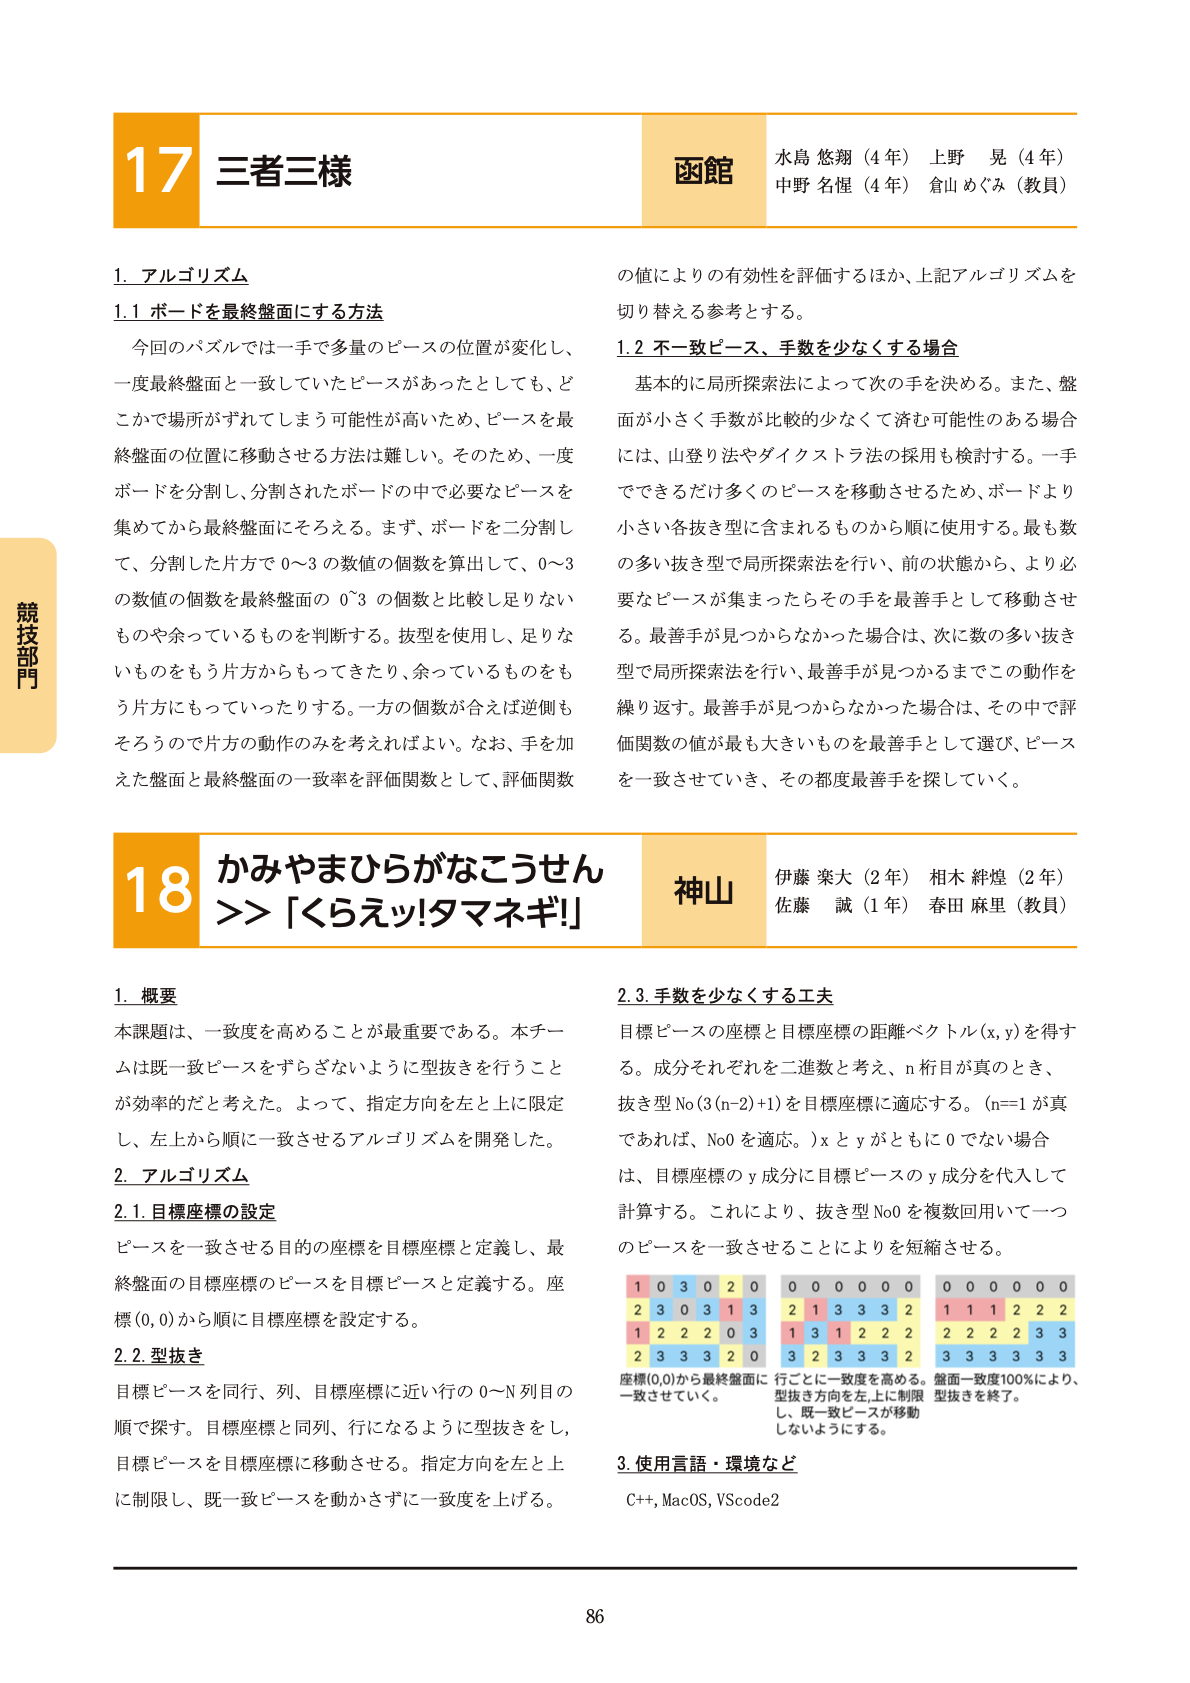 17 三者三様
函館
水島 悠翔（4 年） 上野　晃（4 年）
中野 名惺（4 年） 倉山 めぐみ（教員）
1. アルゴリズム
1.1 ボードを最終盤面にする方法
今回のパズルでは一手で多量のピースの位置が変化し、
一度最終盤面と一致していたピースがあったとしても、ど
こかで場所がずれてしまう可能性が高いため、ピースを最
終盤面の位置に移動させる方法は難しい。そのため、一度
ボードを分割し、分割されたボードの中で必要なピースを
集めてから最終盤面にそろえる。まず、ボードを二分割し
て、分割した片方で 0～3 の数値の個数を算出して、0～3
の数値の個数を最終盤面の 0~3 の個数と比較し足りない
ものや余っているものを判断する。抜型を使用し、足りな
いものをもう片方からもってきたり、余っているものをも
う片方にもっていったりする。一方の個数が合えば逆側も
そろうので片方の動作のみを考えればよい。なお、手を加
えた盤面と最終盤面の一致率を評価関数として、評価関数
の値によりの有効性を評価するほか、上記アルゴリズムを
切り替える参考とする。
1.2 不一致ピース、手数を少なくする場合
基本的に局所探索法によって次の手を決める。また、盤
面が小さく手数が比較的少なくて済む可能性のある場合
には、山登り法やダイクストラ法の採用も検討する。一手
でできるだけ多くのピースを移動させるため、ボードより
小さい各抜き型に含まれるものから順に使用する。最も数
の多い抜き型で局所探索法を行い、前の状態から、より必
要なピースが集まったらその手を最善手として移動させ
る。最善手が見つからなかった場合は、次に数の多い抜き
型で局所探索法を行い、最善手が見つかるまでこの動作を
繰り返す。最善手が見つからなかった場合は、その中で評
価関数の値が最も大きいものを最善手として選び、ピース
を一致させていき、その都度最善手を探していく。
競技部門
18 かみやまひらがなこうせん
>>「くらえッ!タマネギ!」
神山
伊藤 楽大（2 年） 相木 絆煌（2 年）
佐藤　誠（1 年） 春田 麻里（教員）
1. 概要
本課題は、一致度を高めることが最重要である。本チー
ムは既一致ピースをずらざないように型抜きを行うこと
が効率的だと考えた。よって、指定方向を左と上に限定
し、左上から順に一致させるアルゴリズムを開発した。
2. アルゴリズム
2.1.目標座標の設定
ピースを一致させる目的の座標を目標座標と定義し、最
終盤面の目標座標のピースを目標ピースと定義する。座
標(0,0)から順に目標座標を設定する。
2.2.型抜き
目標ピースを同行、列、目標座標に近い行の 0～N 列目の
順で探す。目標座標と同列、行になるように型抜きをし,
目標ピースを目標座標に移動させる。指定方向を左と上
に制限し、既一致ピースを動かさずに一致度を上げる。
2.3.手数を少なくする工夫
目標ピースの座標と目標座標の距離ベクトル(x,y)を得す
る。成分それぞれを二進数と考え、n 桁目が真のとき、
抜き型 No(3(n-2)+1)を目標座標に適応する。(n==1 が真
であれば、No0 を適応。)x と y がともに 0 でない場合
は、目標座標の y 成分に目標ピースの y 成分を代入して
計算する。これにより、抜き型 No0 を複数回用いて一つ
のピースを一致させることによりを短縮させる。
1 0 3 0 2 0
2 3 0 3 1 3
1 2 2 2 0 3
2 3 3 3 2 0
座標(0,0)から最終盤面に
一致させていく。
0 0 0 0 0 0
2 1 3 3 3 2
1 3 1 2 2 2
3 2 3 3 3 2
行ごとに一致度を高める。
型抜き方向を左,上に制限
し、既一致ピースが移動
しないようにする。
0 0 0 0 0 0
1 1 1 2 2 2
2 2 2 2 3 3
3 3 3 3 3 3
盤面一致度100%により、
型抜きを終了。
3.使用言語・環境など
C++,MacOS,VScode2
86